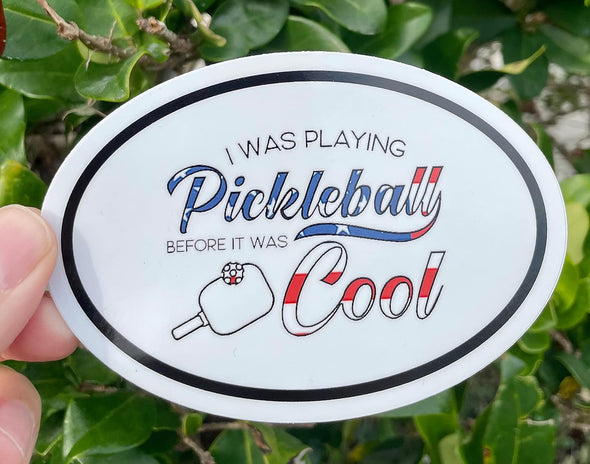 I WAS PLAYING
Pickleball
BEFORE IT WAS
Cool